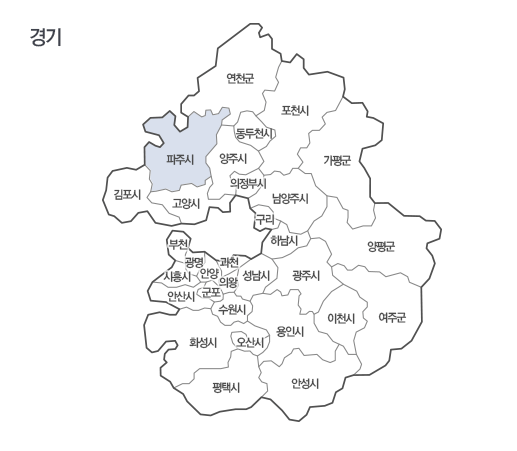 경기
연천군
포천시
동두천시
파주시
양주시
가평군
의정부시
김포시
고양시
남양주시
구리
부천
하남시
양평군
광명
과천
시흥시
안양
성남시
광주시
의왕
안산시
군포
수원시
이천시
여주군
용인시
화성시
오산시
평택시
안성시